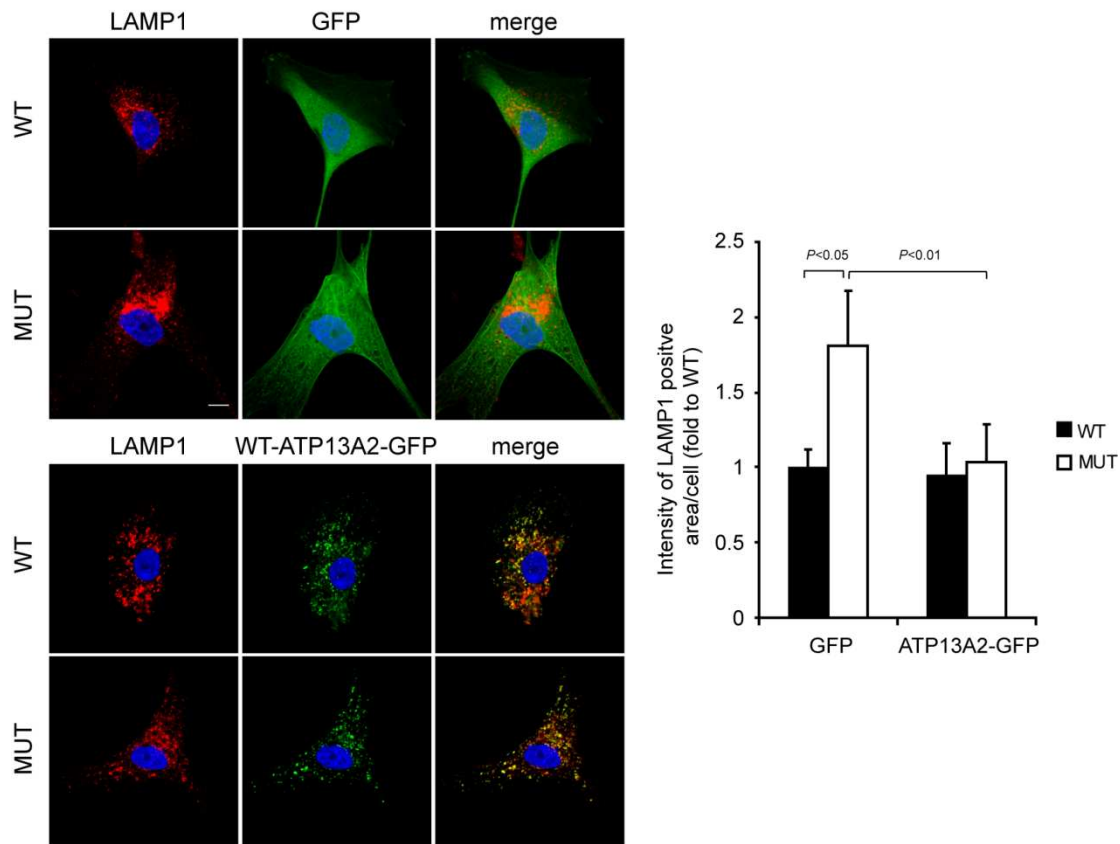 LAMP1 GFP merge
WT
MUT
LAMP1 WT-ATP13A2-GFP merge
WT
MUT
Intensity of LAMP1 positve
area/cell (fold to WT)
2.5
2
1.5
1
0.5
0
P<0.05
P<0.01
GFP ATP13A2-GFP
WT
MUT